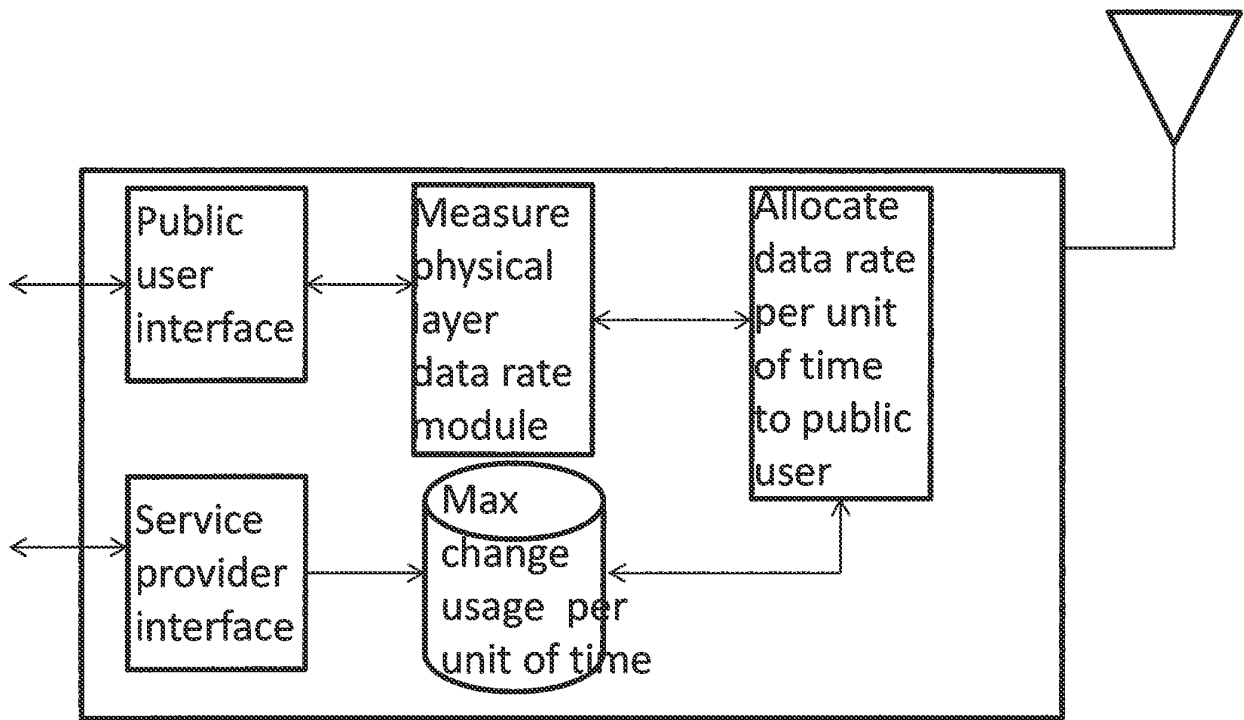 Public
user
interface
Measure
physical
layer
data rate
module
Allocate
data rate
per unit
of time
to public
user
Service
provider
interface
Max
change
usage per
unit of time